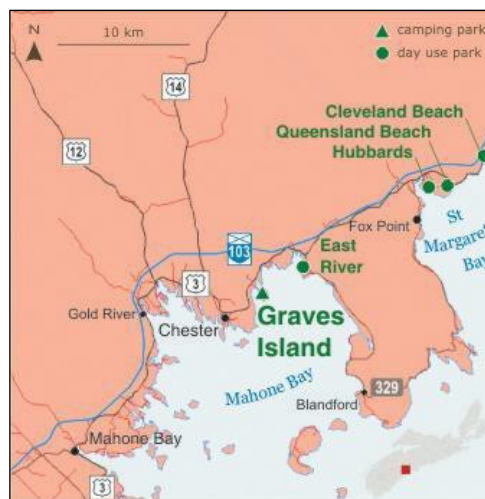 N
10 km
camping park
day use park
14
12
Cleveland Beach
Queensland Beach
Hubbards
St
Margaret
Bay
Fox Point
103
East
River
3
Gold River
Chester
Graves
Island
Mahone Bay
329
Blandford
Mahone Bay
3